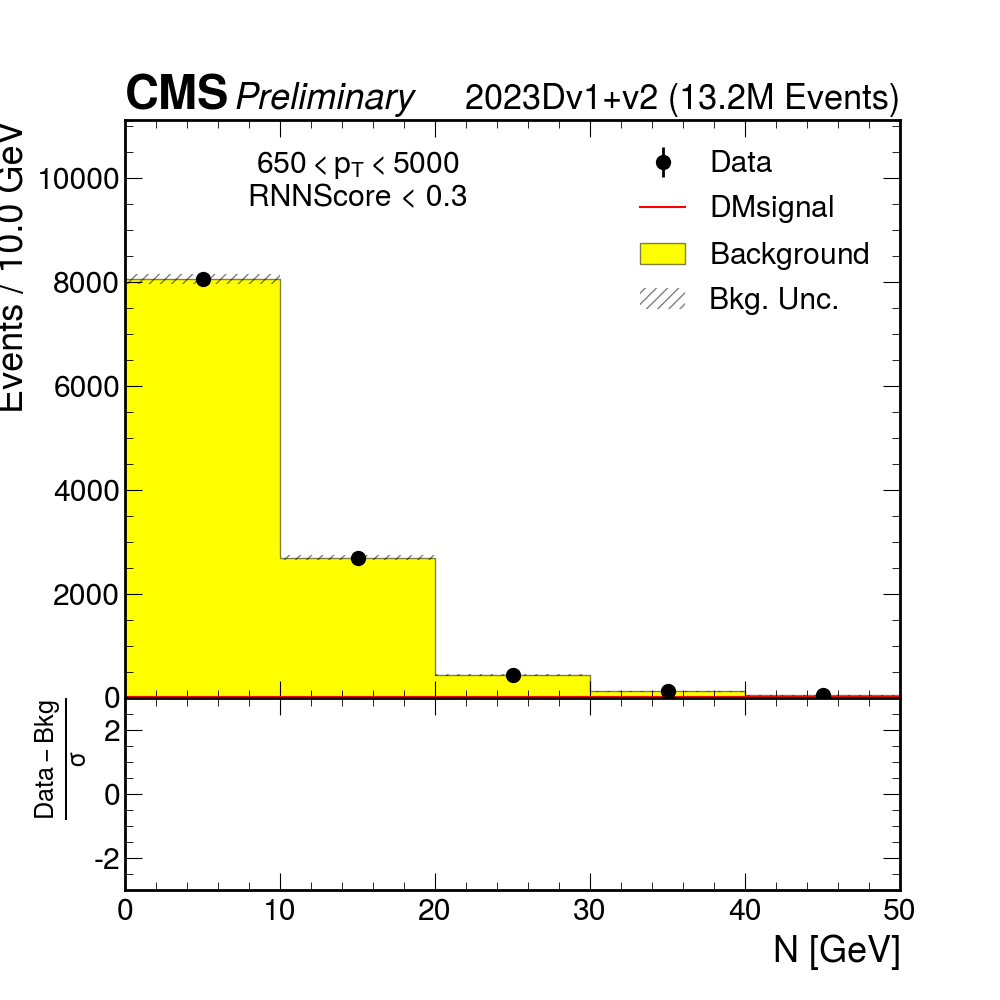 CMS Preliminary 2023Dv1+v2 (13.2M Events)
Events / 10.0 GeV
650 < pT < 5000
RNNScore < 0.3
Data
DMsignal
Background
Bkg. Unc.
10000
8000
6000
4000
2000
0
Data – Bkg
σ
2
0
-2
0 10 20 30 40 50
N [GeV]